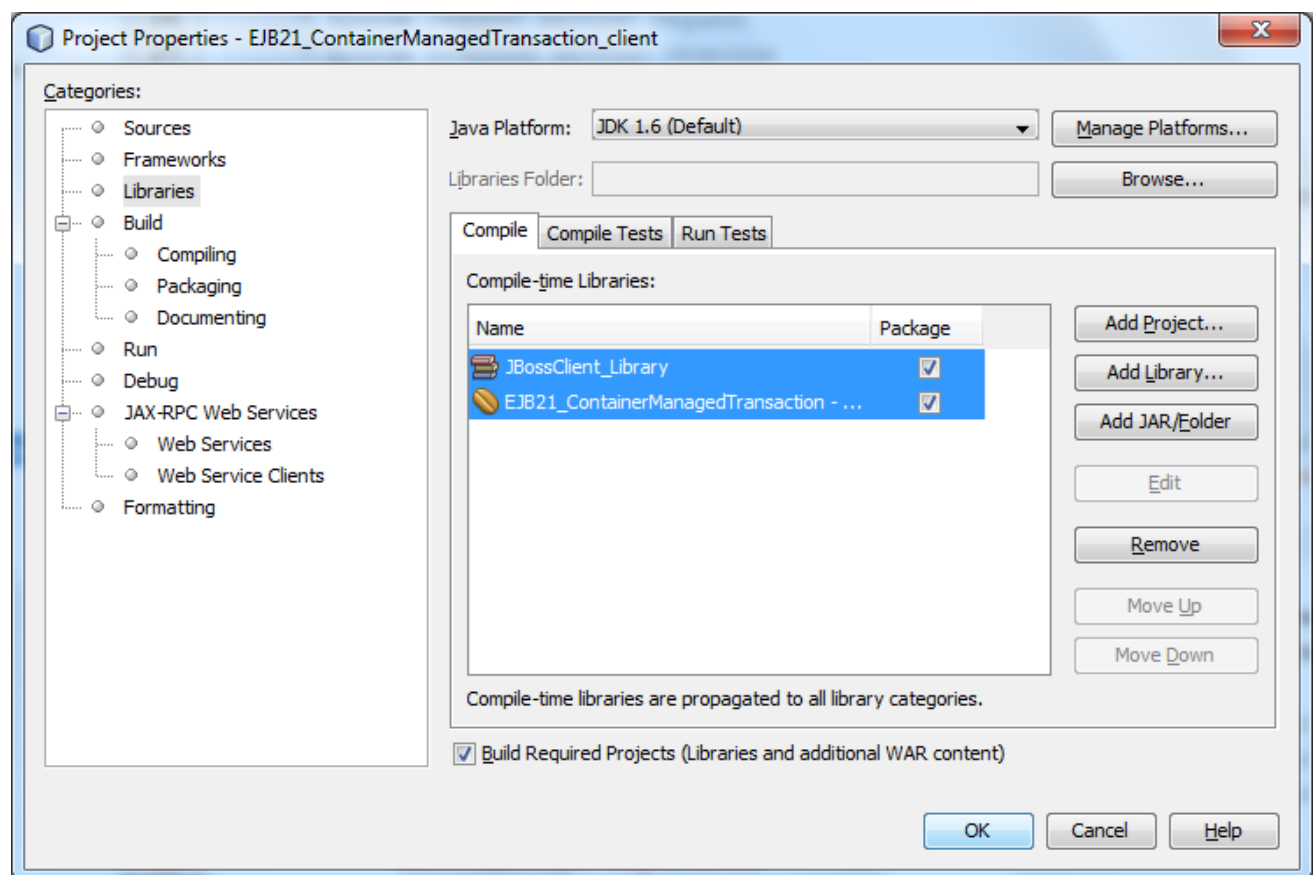 Project Properties - EJB21_ContainerManagedTransaction_client
Categories:
Sources
Frameworks
Libraries
Build
Compiling
Packaging
Documenting
Run
Debug
JAX-RPC Web Services
Web Services
Web Service Clients
Formatting
Java Platform: JDK 1.6 (Default) Manage Platforms...
Libraries Folder: Browse...
Compile Compile Tests Run Tests
Compile-time Libraries:
Name Package
JBossClient_Library
EJB21_ContainerManagedTransaction - ...
Add Project...
Add Library...
Add JAR/Folder
Edit
Remove
Move Up
Move Down
Compile-time libraries are propagated to all library categories.
Build Required Projects (Libraries and additional WAR content)
OK Cancel Help